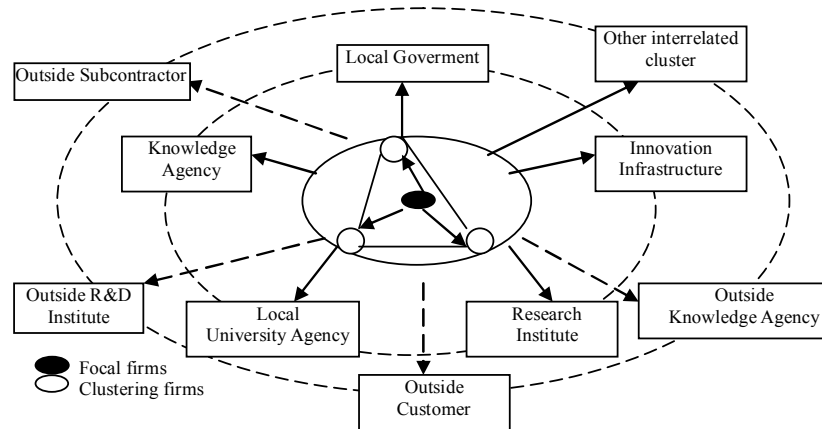 Other interrelated
cluster
Local Goverment
Outside Subcontractor
Knowledge
Agency
Innovation
Infrastructure
Outside R&D
Institute
Local
University Agency
Research
Institute
Outside
Knowledge Agency
Focal firms
Clustering firms
Outside
Customer